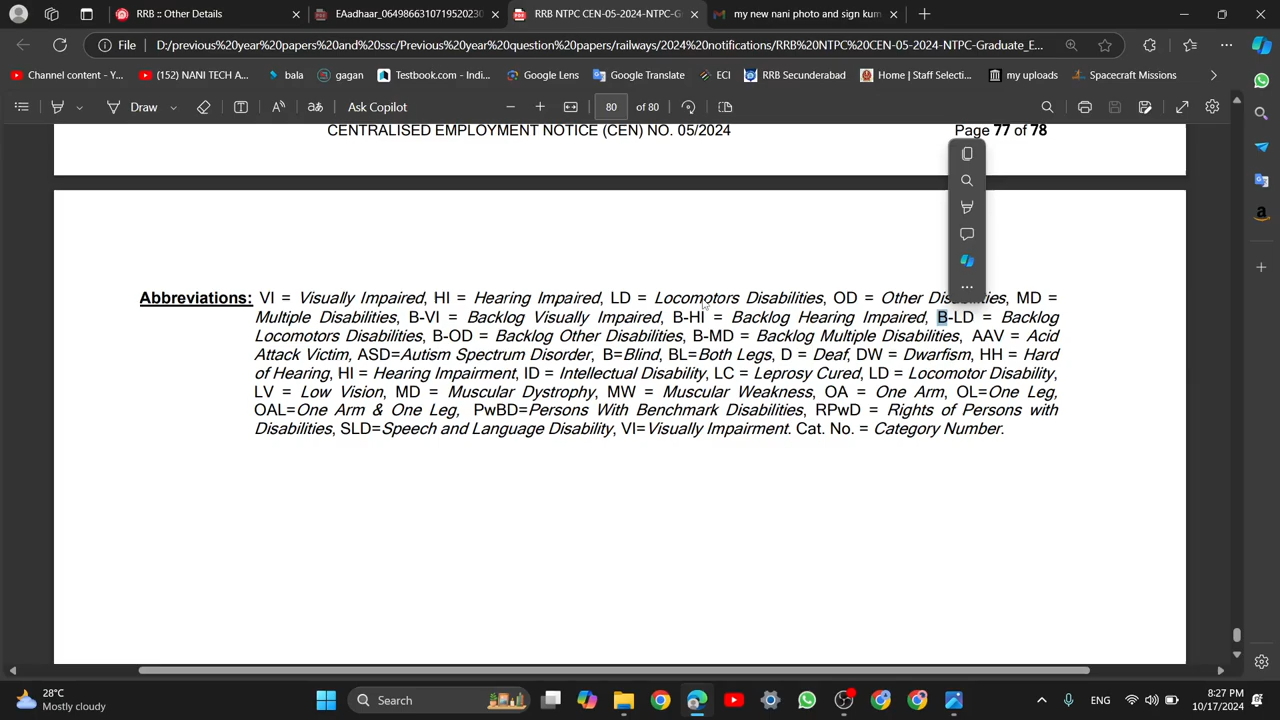 RRB :: Other Details
EAadhaar_06498663107195202​30
RRB NTPC CEN-05-2024-NTPC-Gr
my new nani photo and sign kum
File
D:/previous%20year%20papers%20and%20ssc/Previous%20year%20question%20papers/railways/2024%20notifications/RRB%20NTPC%20CEN-05-2024-NTPC-Graduate_E...
Channel content - Y...
(152) NANI TECH A...
bala
gagan
Testbook.com - Indi...
Google Lens
Google Translate
ECI
RRB Secunderabad
Home | Staff Selecti...
my uploads
Spacecraft Missions
Draw
Ask Copilot
80 of 80
CENTRALISED EMPLOYMENT NOTICE (CEN) NO. 05/2024 Page 77 of 78
Abbreviations: VI = Visually Impaired, HI = Hearing Impaired, LD = Locomotors Disabilities, OD = Other Disabilities, MD =
Multiple Disabilities, B-VI = Backlog Visually Impaired, B-HI = Backlog Hearing Impaired, B-LD = Backlog
Locomotors Disabilities, B-OD = Backlog Other Disabilities, B-MD = Backlog Multiple Disabilities, AAV = Acid
Attack Victim, ASD=Autism Spectrum Disorder, B=Blind, BL=Both Legs, D = Deaf, DW = Dwarfism, HH = Hard
of Hearing, HI = Hearing Impairment, ID = Intellectual Disability, LC = Leprosy Cured, LD = Locomotor Disability,
LV = Low Vision, MD = Muscular Dystrophy, MW = Muscular Weakness, OA = One Arm, OL=One Leg,
OAL=One Arm & One Leg, PwBD=Persons With Benchmark Disabilities, RPwD = Rights of Persons with
Disabilities, SLD=Speech and Language Disability, VI=Visually Impairment. Cat. No. = Category Number.
28°C
Mostly cloudy
Search
ENG
8:27 PM
10/17/2024